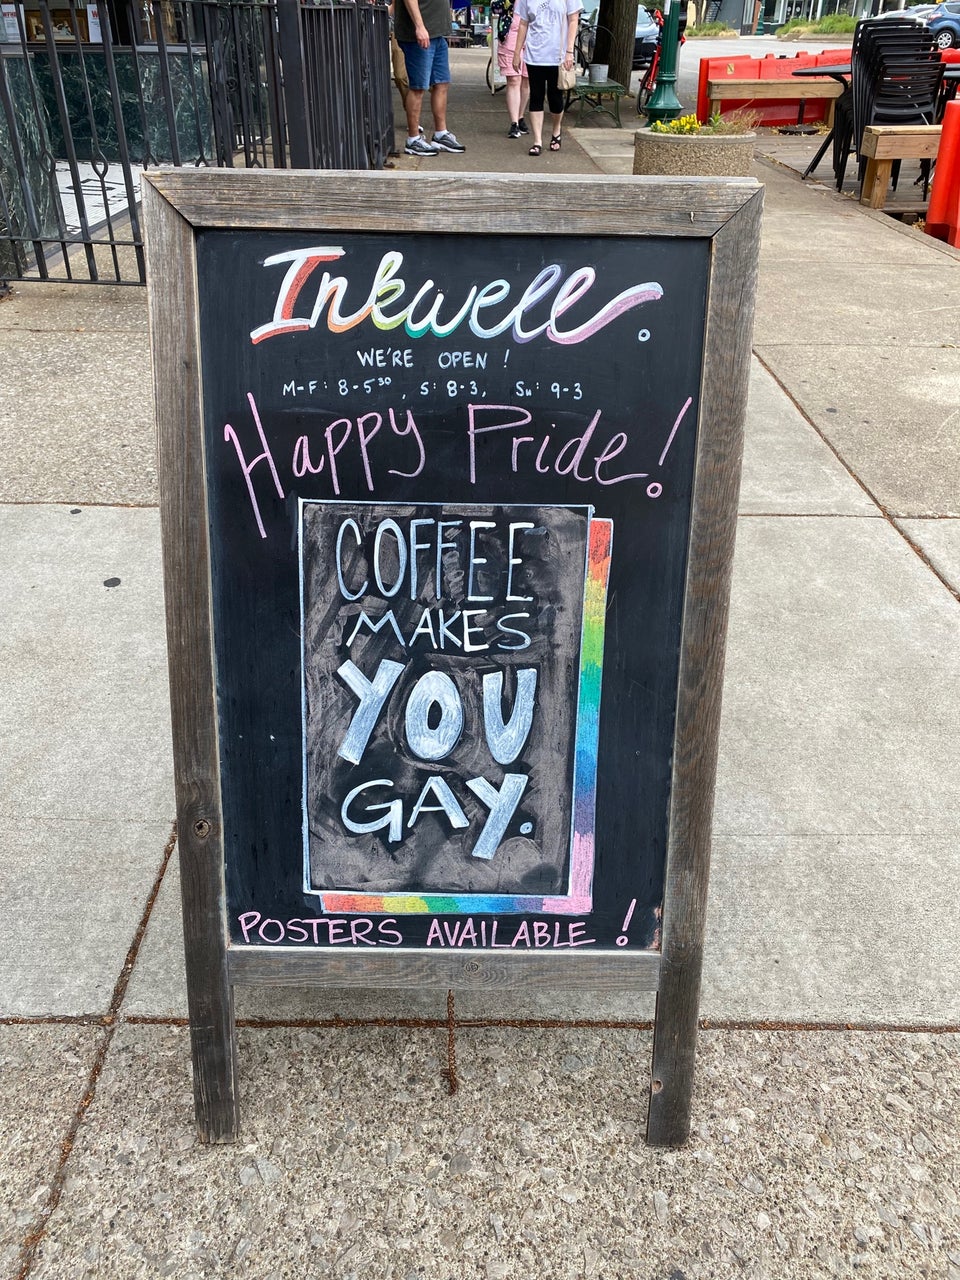 Inkwell.
WE'RE OPEN!
M-F: 8-5³⁰, S: 8-3, Su: 9-3
Happy Pride!
COFFEE
MAKES
YOU
GAY.
POSTERS AVAILABLE!